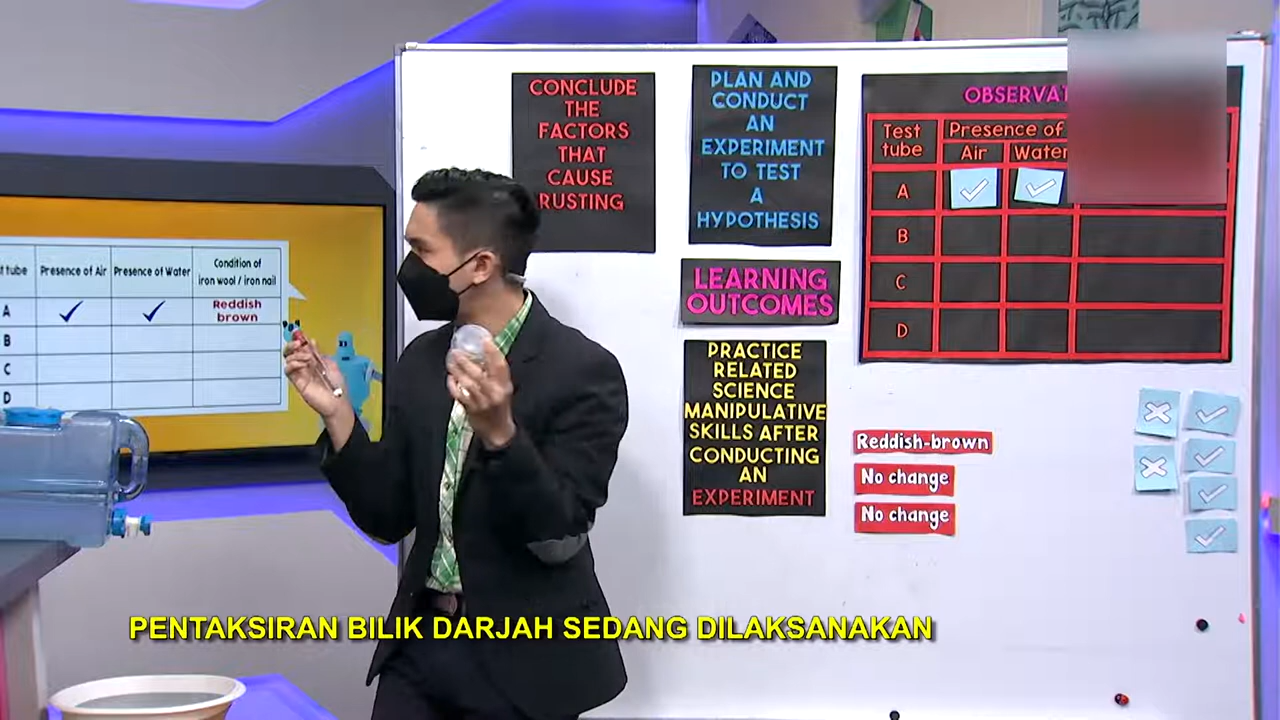 t tube
Presence of Air
Presence of Water
Condition of
iron wool / iron nail
A
Reddish
brown
B
C
D
CONCLUDE
THE
FACTORS
THAT
CAUSE
RUSTING
PLAN AND
CONDUCT
AN
EXPERIMENT
TO TEST
A
HYPOTHESIS
LEARNING
OUTCOMES
PRACTICE
RELATED
SCIENCE
MANIPULATIVE
SKILLS AFTER
CONDUCTING
AN
EXPERIMENT
OBSERVAT
Test
tube
Presence of
Air
Water
A
B
C
D
Reddish-brown
No change
No change
PENTAKSIRAN BILIK DARJAH SEDANG DILAKSANAKAN